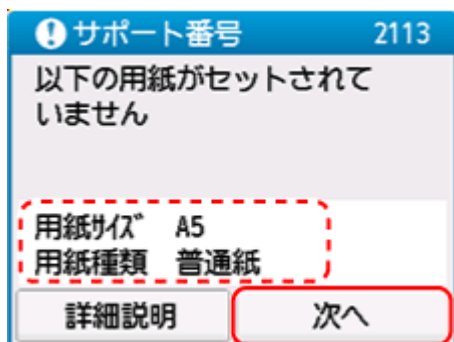 サポート番号 2113
以下の用紙がセットされて
いません
用紙ｻｲｽﾞ A5
用紙種類 普通紙
詳細説明 次へ